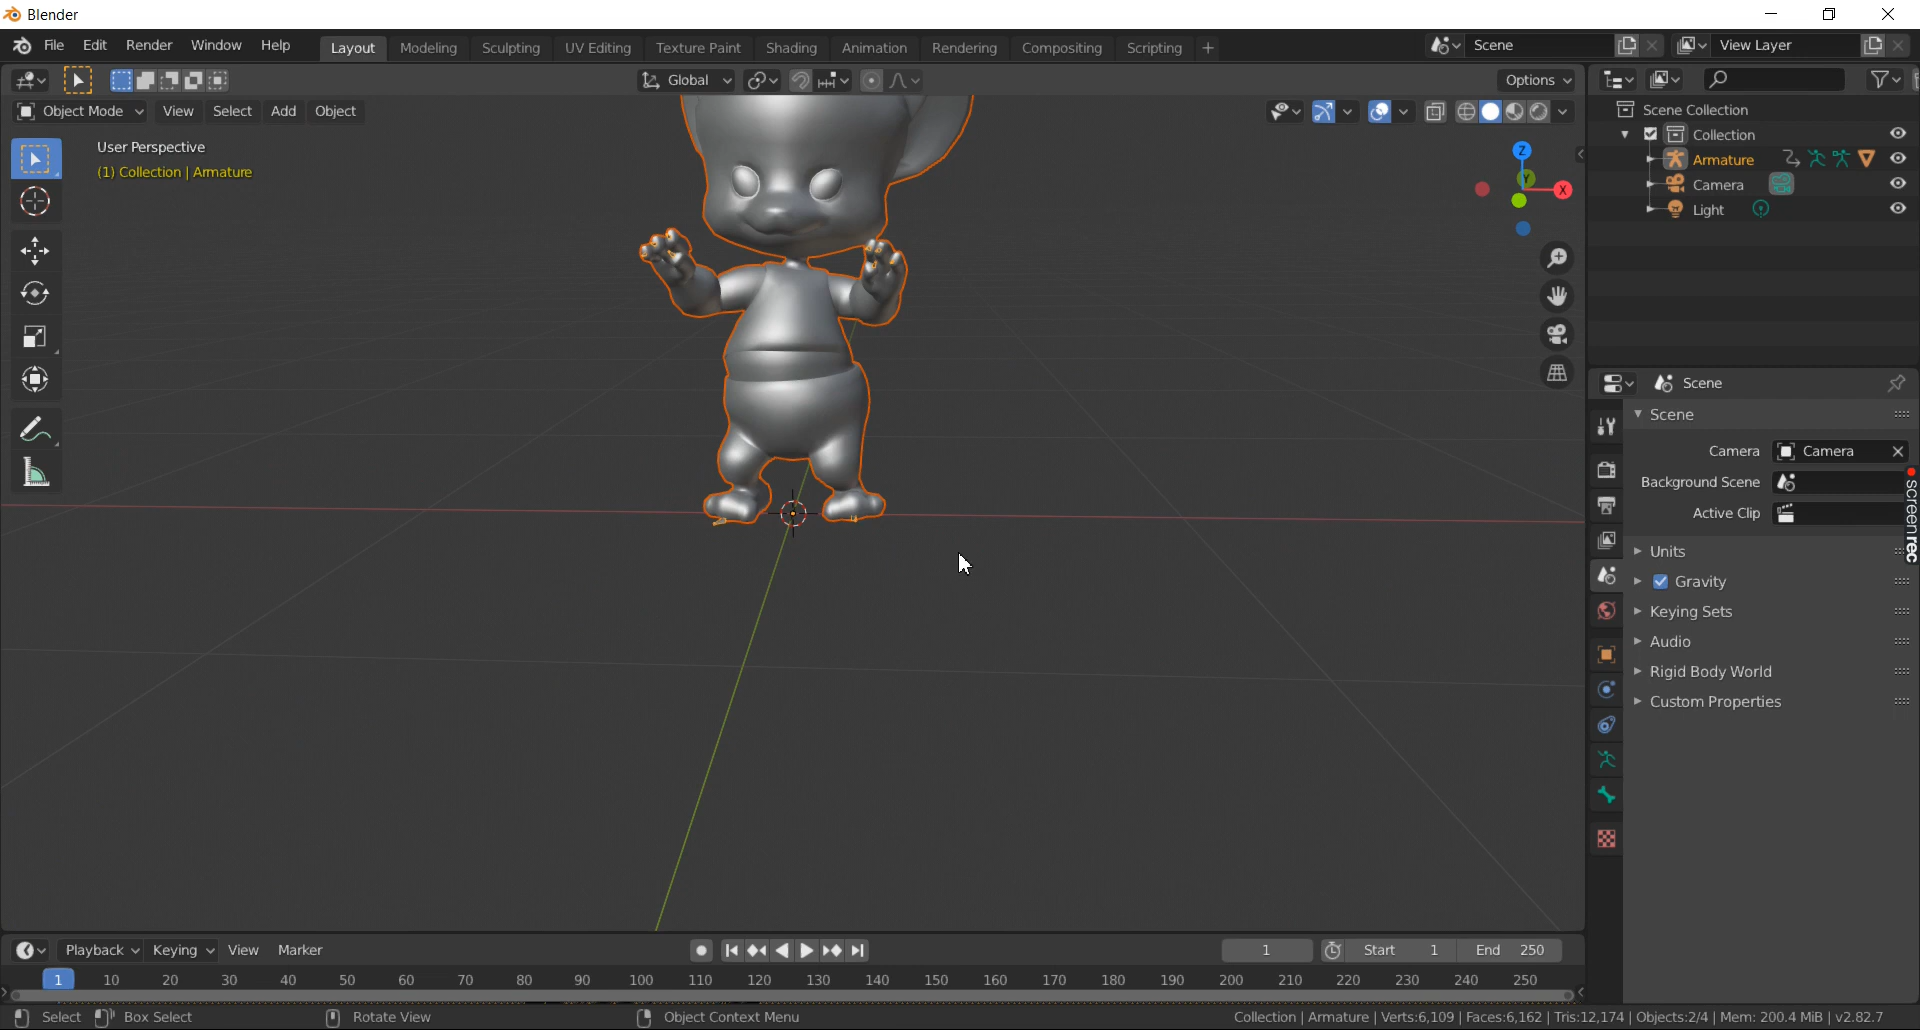 Blender
File Edit Render Window Help Layout Modeling Sculpting UV Editing Texture Paint Shading Animation Rendering Compositing Scripting + Scene View Layer
Global Options
Object Mode View Select Add Object
User Perspective
(1) Collection | Armature
Z
Y
X
Scene Collection
Collection
Armature
Camera
Light
Scene
Scene
Camera Camera
Background Scene
Active Clip
screenrec
Units
Gravity
Keying Sets
Audio
Rigid Body World
Custom Properties
Playback Keying View Marker 1 Start 1 End 250
1 10 20 30 40 50 60 70 80 90 100 110 120 130 140 150 160 170 180 190 200 210 220 230 240 250
Select Box Select Rotate View Object Context Menu Collection | Armature | Verts:6,109 | Faces:6,162 | Tris:12,174 | Objects:2/4 | Mem: 200.4 MiB | v2.82.7